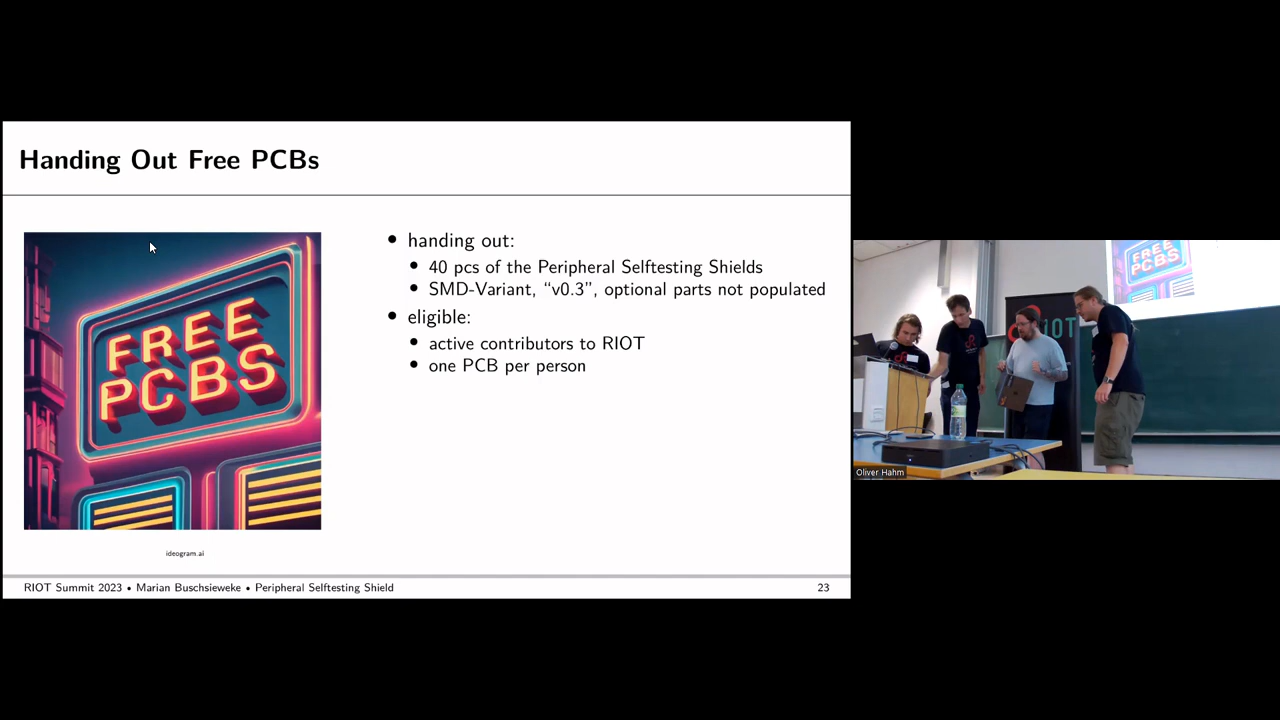 Handing Out Free PCBs
FREE
PCBS
ideogram.ai
• handing out:
• 40 pcs of the Peripheral Selftesting Shields
• SMD-Variant, “v0.3”, optional parts not populated
• eligible:
• active contributors to RIOT
• one PCB per person
RIOT Summit 2023 • Marian Buschsieweke • Peripheral Selftesting Shield
23
FREE
PCBS
RIOT
Oliver Hahm